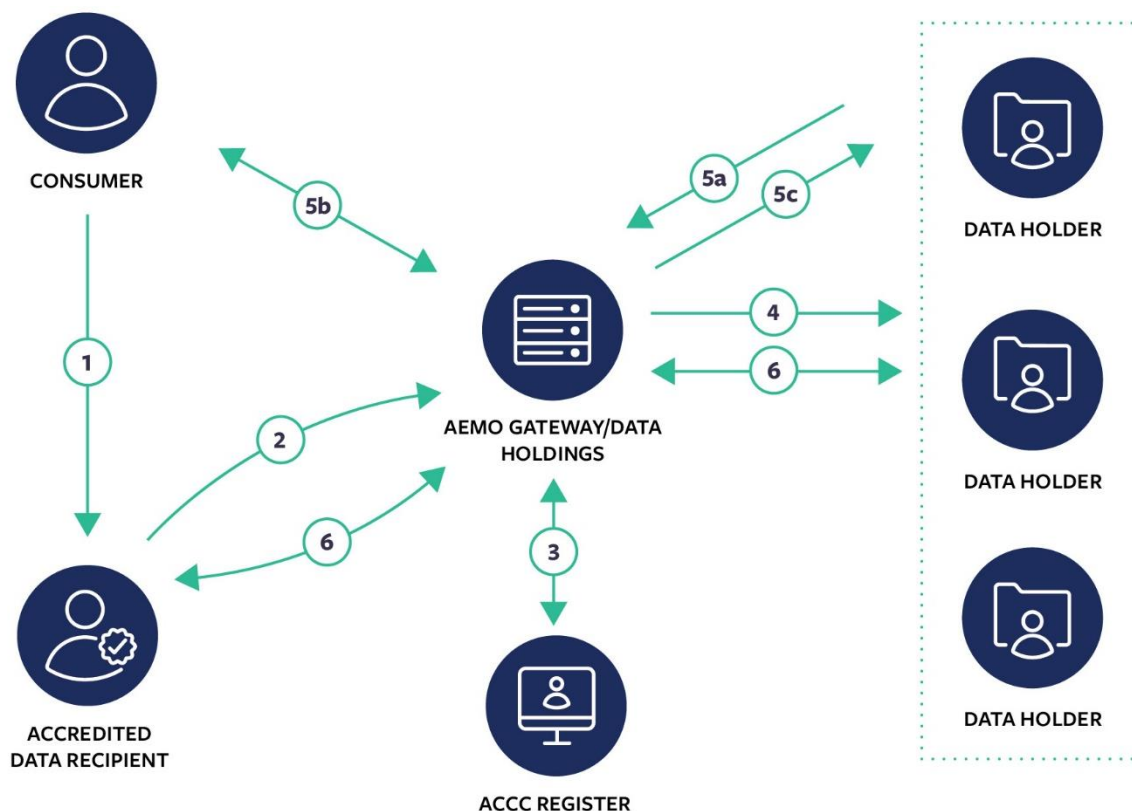 CONSUMER
5b
5a
5c
DATA HOLDER
1
4
6
2
AEMO GATEWAY/DATA
HOLDINGS
DATA HOLDER
6
3
ACCREDITED
DATA RECIPIENT
ACCC REGISTER
DATA HOLDER